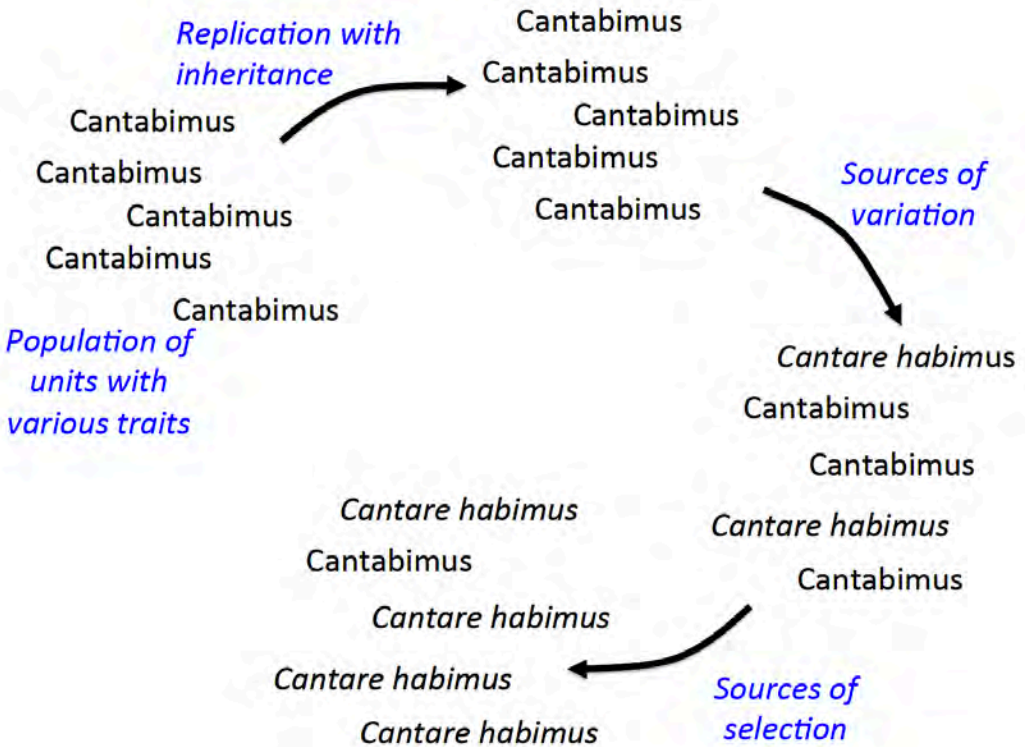 Replication with
inheritance
Cantabimus
Cantabimus
Cantabimus
Cantabimus
Cantabimus
Population of
units with
various traits
Cantabimus
Cantabimus
Cantabimus
Cantabimus
Cantabimus
Sources of
variation
Cantare habimus
Cantabimus
Cantabimus
Cantare habimus
Cantabimus
Sources of
selection
Cantare habimus
Cantabimus
Cantare habimus
Cantare habimus
Cantare habimus